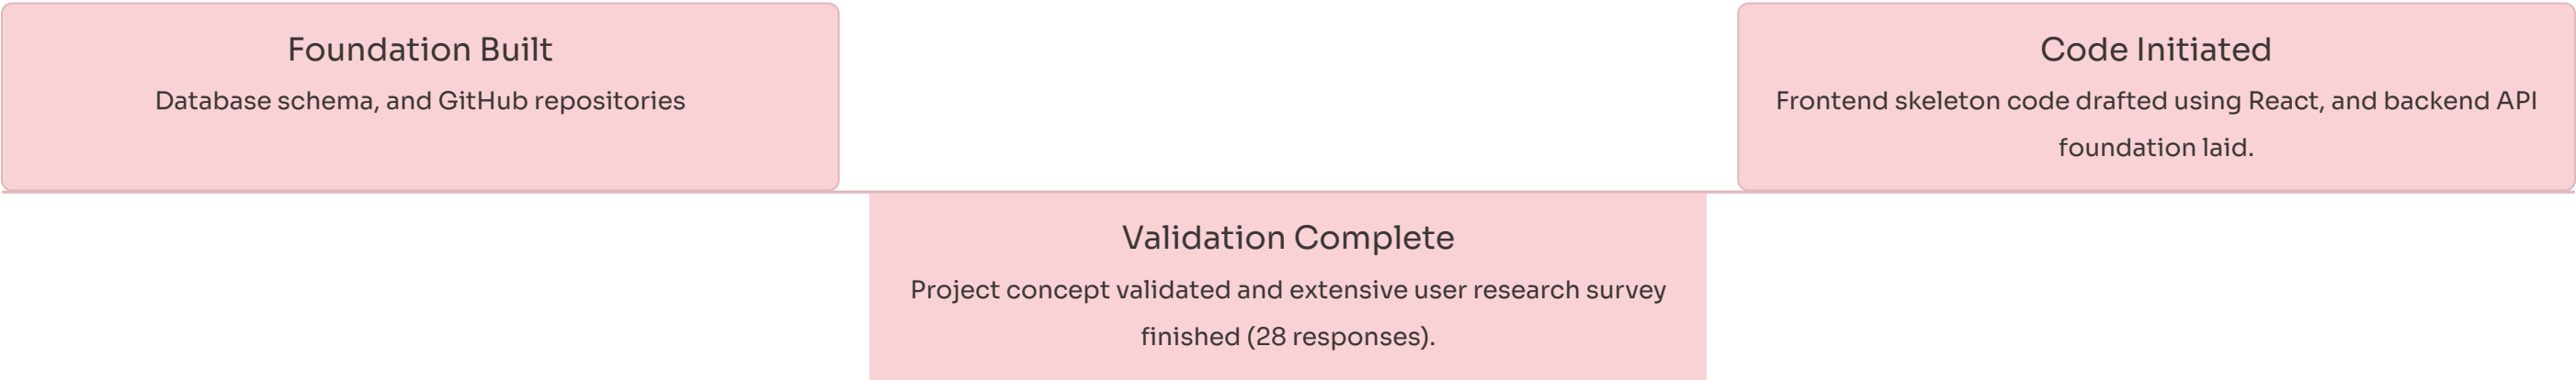 Foundation Built
Database schema, and GitHub repositories
Validation Complete
Project concept validated and extensive user research survey
finished (28 responses).
Code Initiated
Frontend skeleton code drafted using React, and backend API
foundation laid.